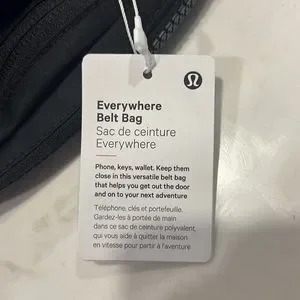 Everywhere
Belt Bag
Sac de ceinture
Everywhere
Phone, keys, wallet. Keep them
close in this versatile belt bag
that helps you get out the door
and on to your next adventure
Téléphone, clés et portefeuille.
Gardez-les à portée de main
dans ce sac de ceinture polyvalent,
qui vous aide à quitter la maison
en vitesse pour partir à l'aventure